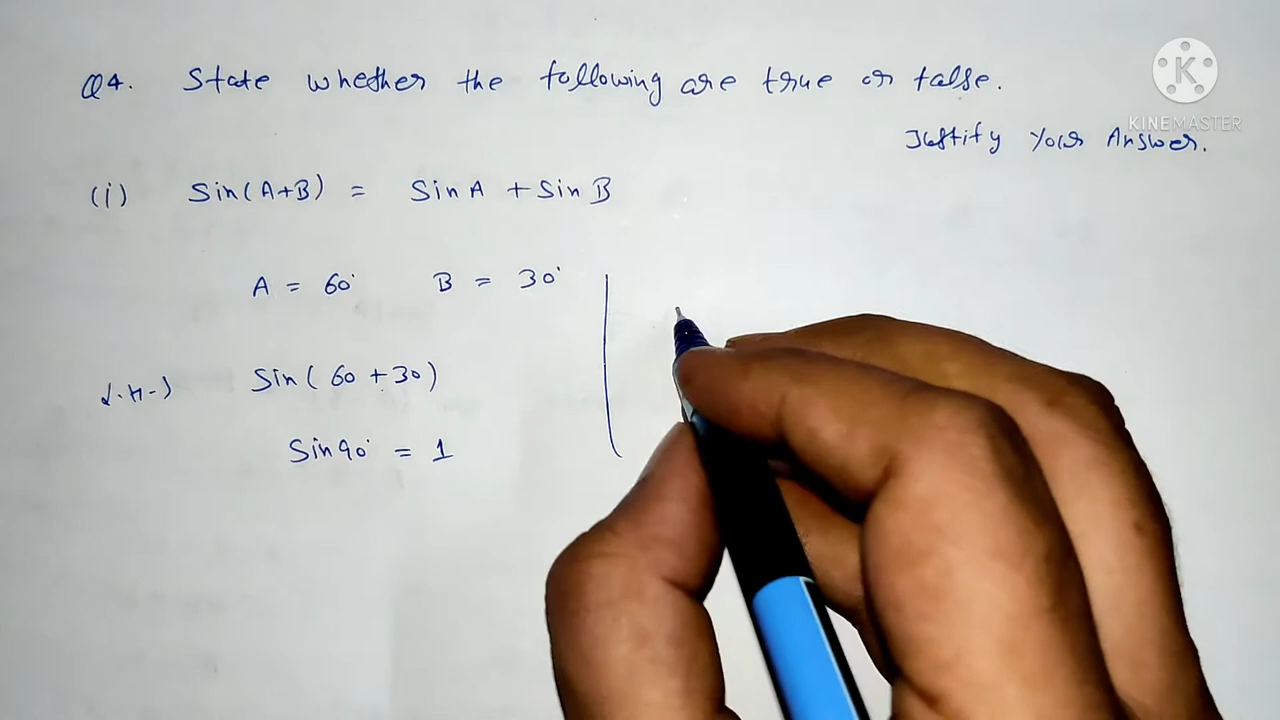 Q4. State whether the following are true or false.
Justify Your Answer.
(i) Sin(A+B) = Sin A + Sin B
A = 60° B = 30°
L.H.S Sin( 60 + 30)
Sin 90° = 1
K
KINEMASTER